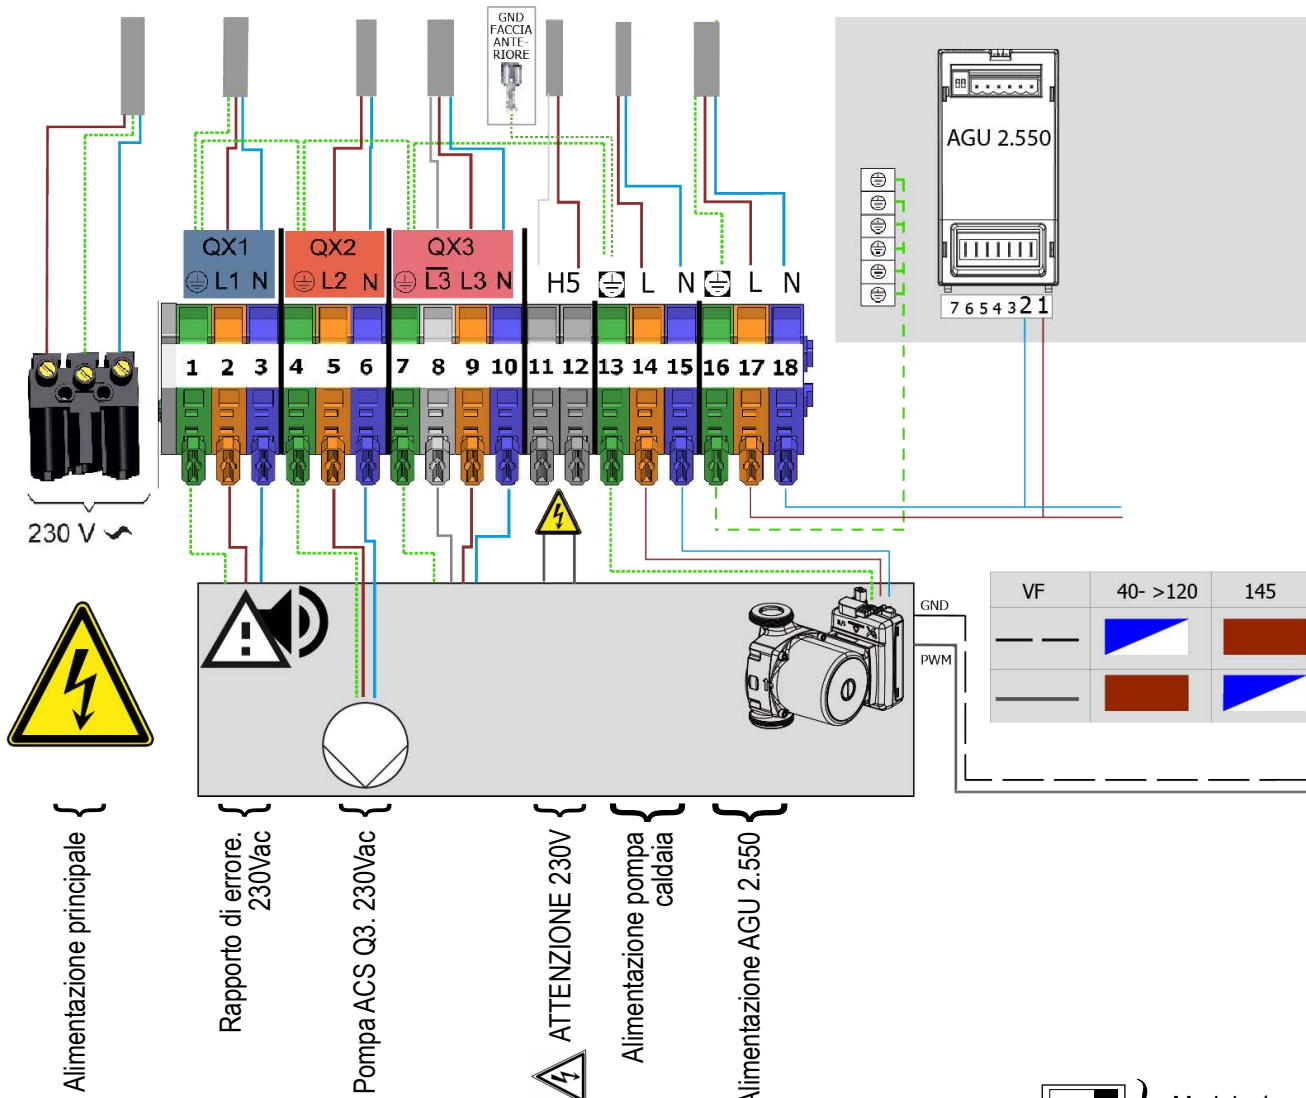 GND
FACCIA
ANTE-
RIORE
AGU 2.550
QX1
QX2
QX3
L1 N
L2 N
L3 L3 N
H5
L N
L N
7 6 5 4 3 2 1
1 2 3 4 5 6 7 8 9 10 11 12 13 14 15 16 17 18
230 V
GND
PWM
VF 40- >120 145
Alimentazione principale
Rapporto di errore.
230Vac
Pompa ACS Q3. 230Vac
ATTENZIONE 230V
Alimentazione pompa
caldaia
Alimentazione AGU 2.550